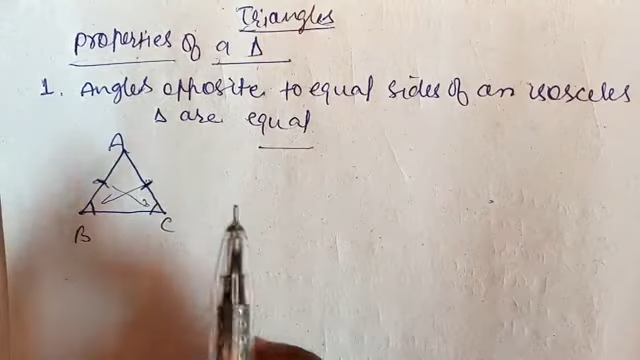 Triangles
properties of a Δ
1. Angles opposite to equal sides of an isosceles
Δ are equal
A
B
C